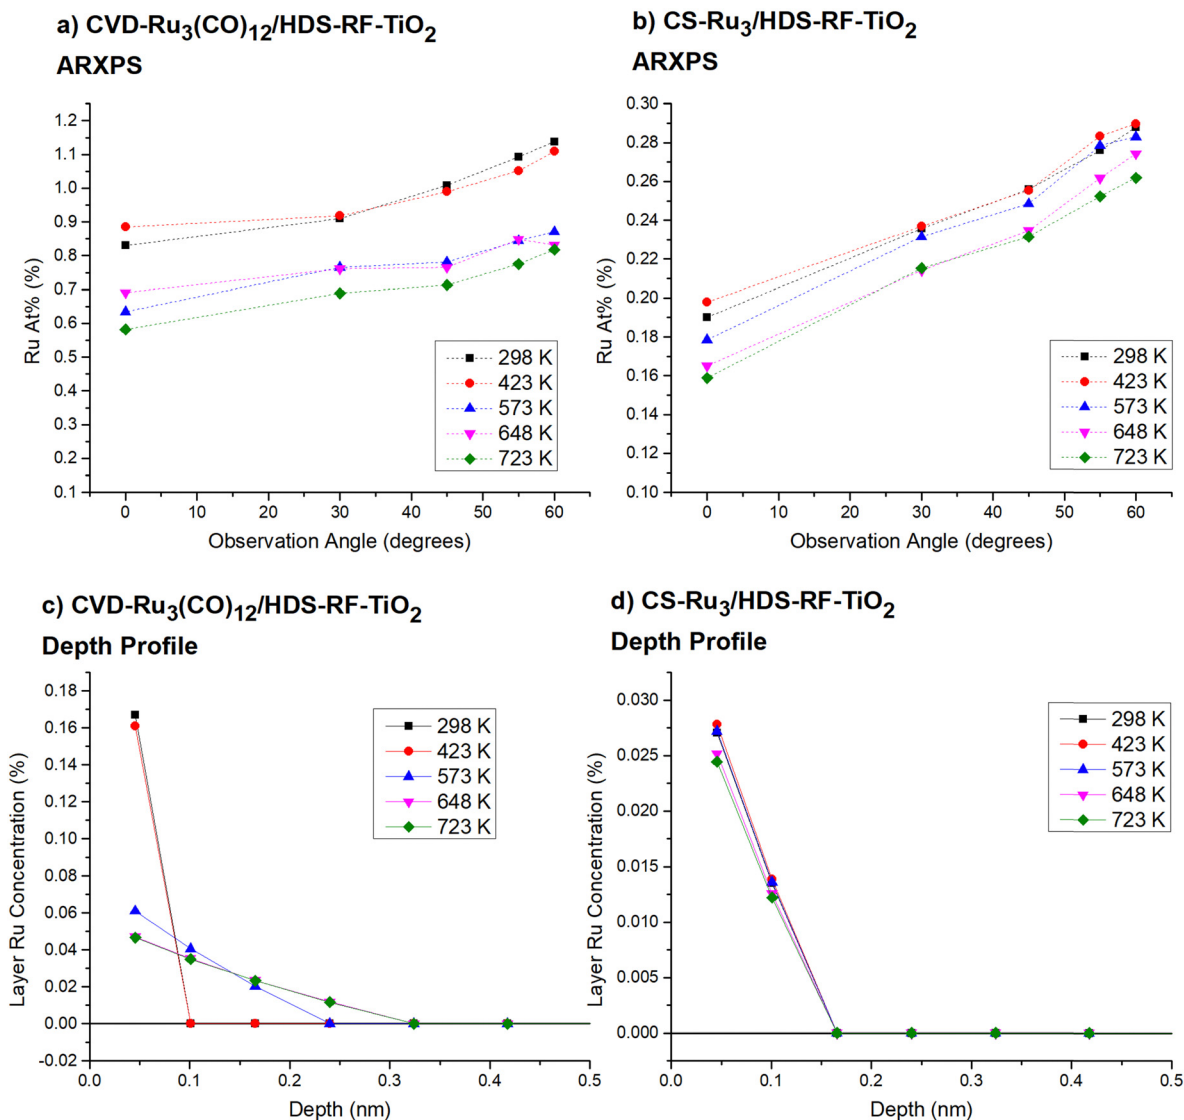 a) CVD-Ru3(CO)12/HDS-RF-TiO2
ARXPS
1.2
1.1
1.0
0.9
0.8
0.7
0.6
0.5
0.4
0.3
0.2
0.1
Ru At% (%)
298 K
423 K
573 K
648 K
723 K
0 10 20 30 40 50 60
Observation Angle (degrees)
b) CS-Ru3/HDS-RF-TiO2
ARXPS
0.30
0.28
0.26
0.24
0.22
0.20
0.18
0.16
0.14
0.12
0.10
Ru At% (%)
298 K
423 K
573 K
648 K
723 K
0 10 20 30 40 50 60
Observation Angle (degrees)
c) CVD-Ru3(CO)12/HDS-RF-TiO2
Depth Profile
0.18
0.16
0.14
0.12
0.10
0.08
0.06
0.04
0.02
0.00
-0.02
Layer Ru Concentration (%)
298 K
423 K
573 K
648 K
723 K
0.0 0.1 0.2 0.3 0.4 0.5
Depth (nm)
d) CS-Ru3/HDS-RF-TiO2
Depth Profile
0.030
0.025
0.020
0.015
0.010
0.005
0.000
Layer Ru Concentration (%)
298 K
423 K
573 K
648 K
723 K
0.0 0.1 0.2 0.3 0.4 0.5
Depth (nm)